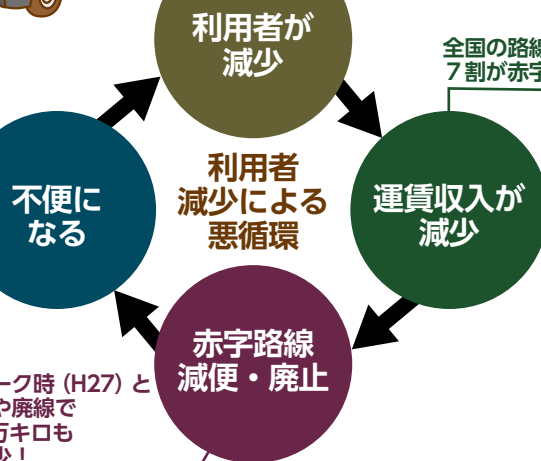 利用者が
減少
全国の路線
7割が赤字
不便に
なる
利用者
減少による
悪循環
運賃収入が
減少
赤字路線
減便・廃止
ーク時(H27)と
や廃線で
万キロも
少!